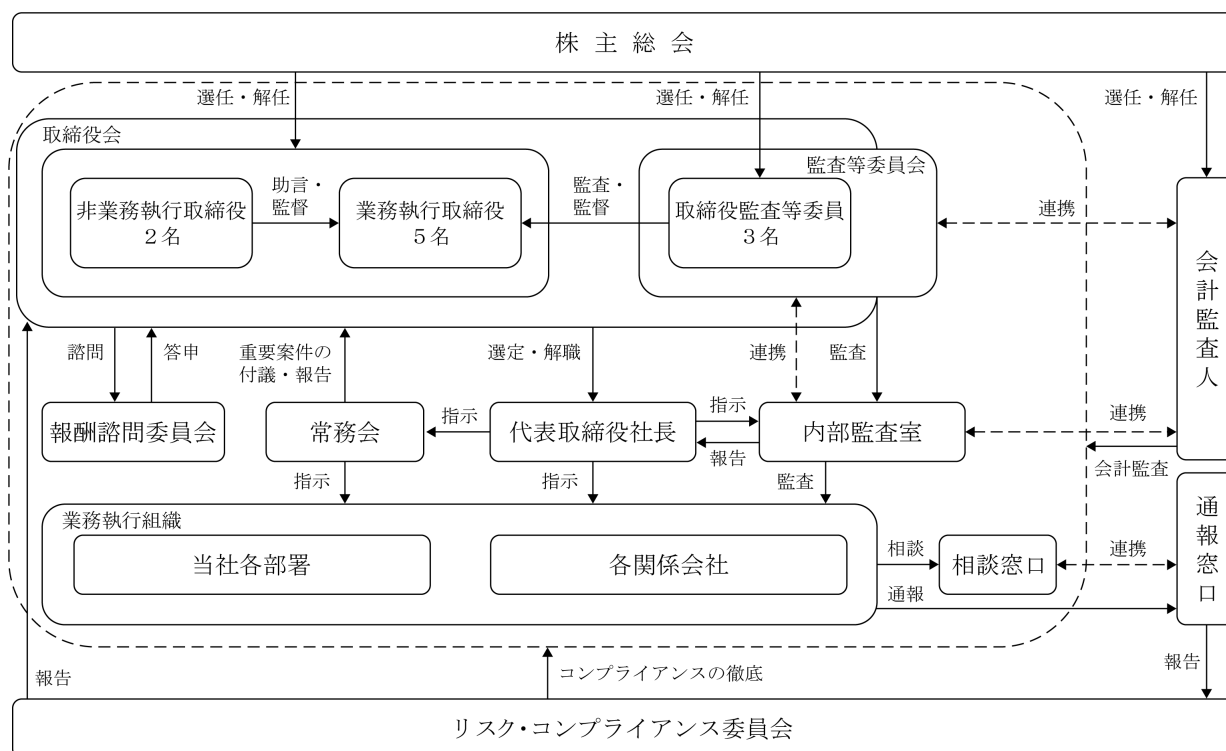 株主総会
選任・解任
選任・解任
選任・解任
取締役会
監査等委員会
非業務執行取締役
2名
助言・
監督
業務執行取締役
5名
監査・
監督
取締役監査等委員
3名
連携
会計監査人
諮問
答申
重要案件の
付議・報告
選定・解職
連携
監査
報酬諮問委員会
常務会
指示
代表取締役社長
指示
報告
内部監査室
連携
会計監査
指示
指示
監査
業務執行組織
当社各部署
各関係会社
相談
相談窓口
連携
通報
通報窓口
報告
コンプライアンスの徹底
報告
リスク・コンプライアンス委員会